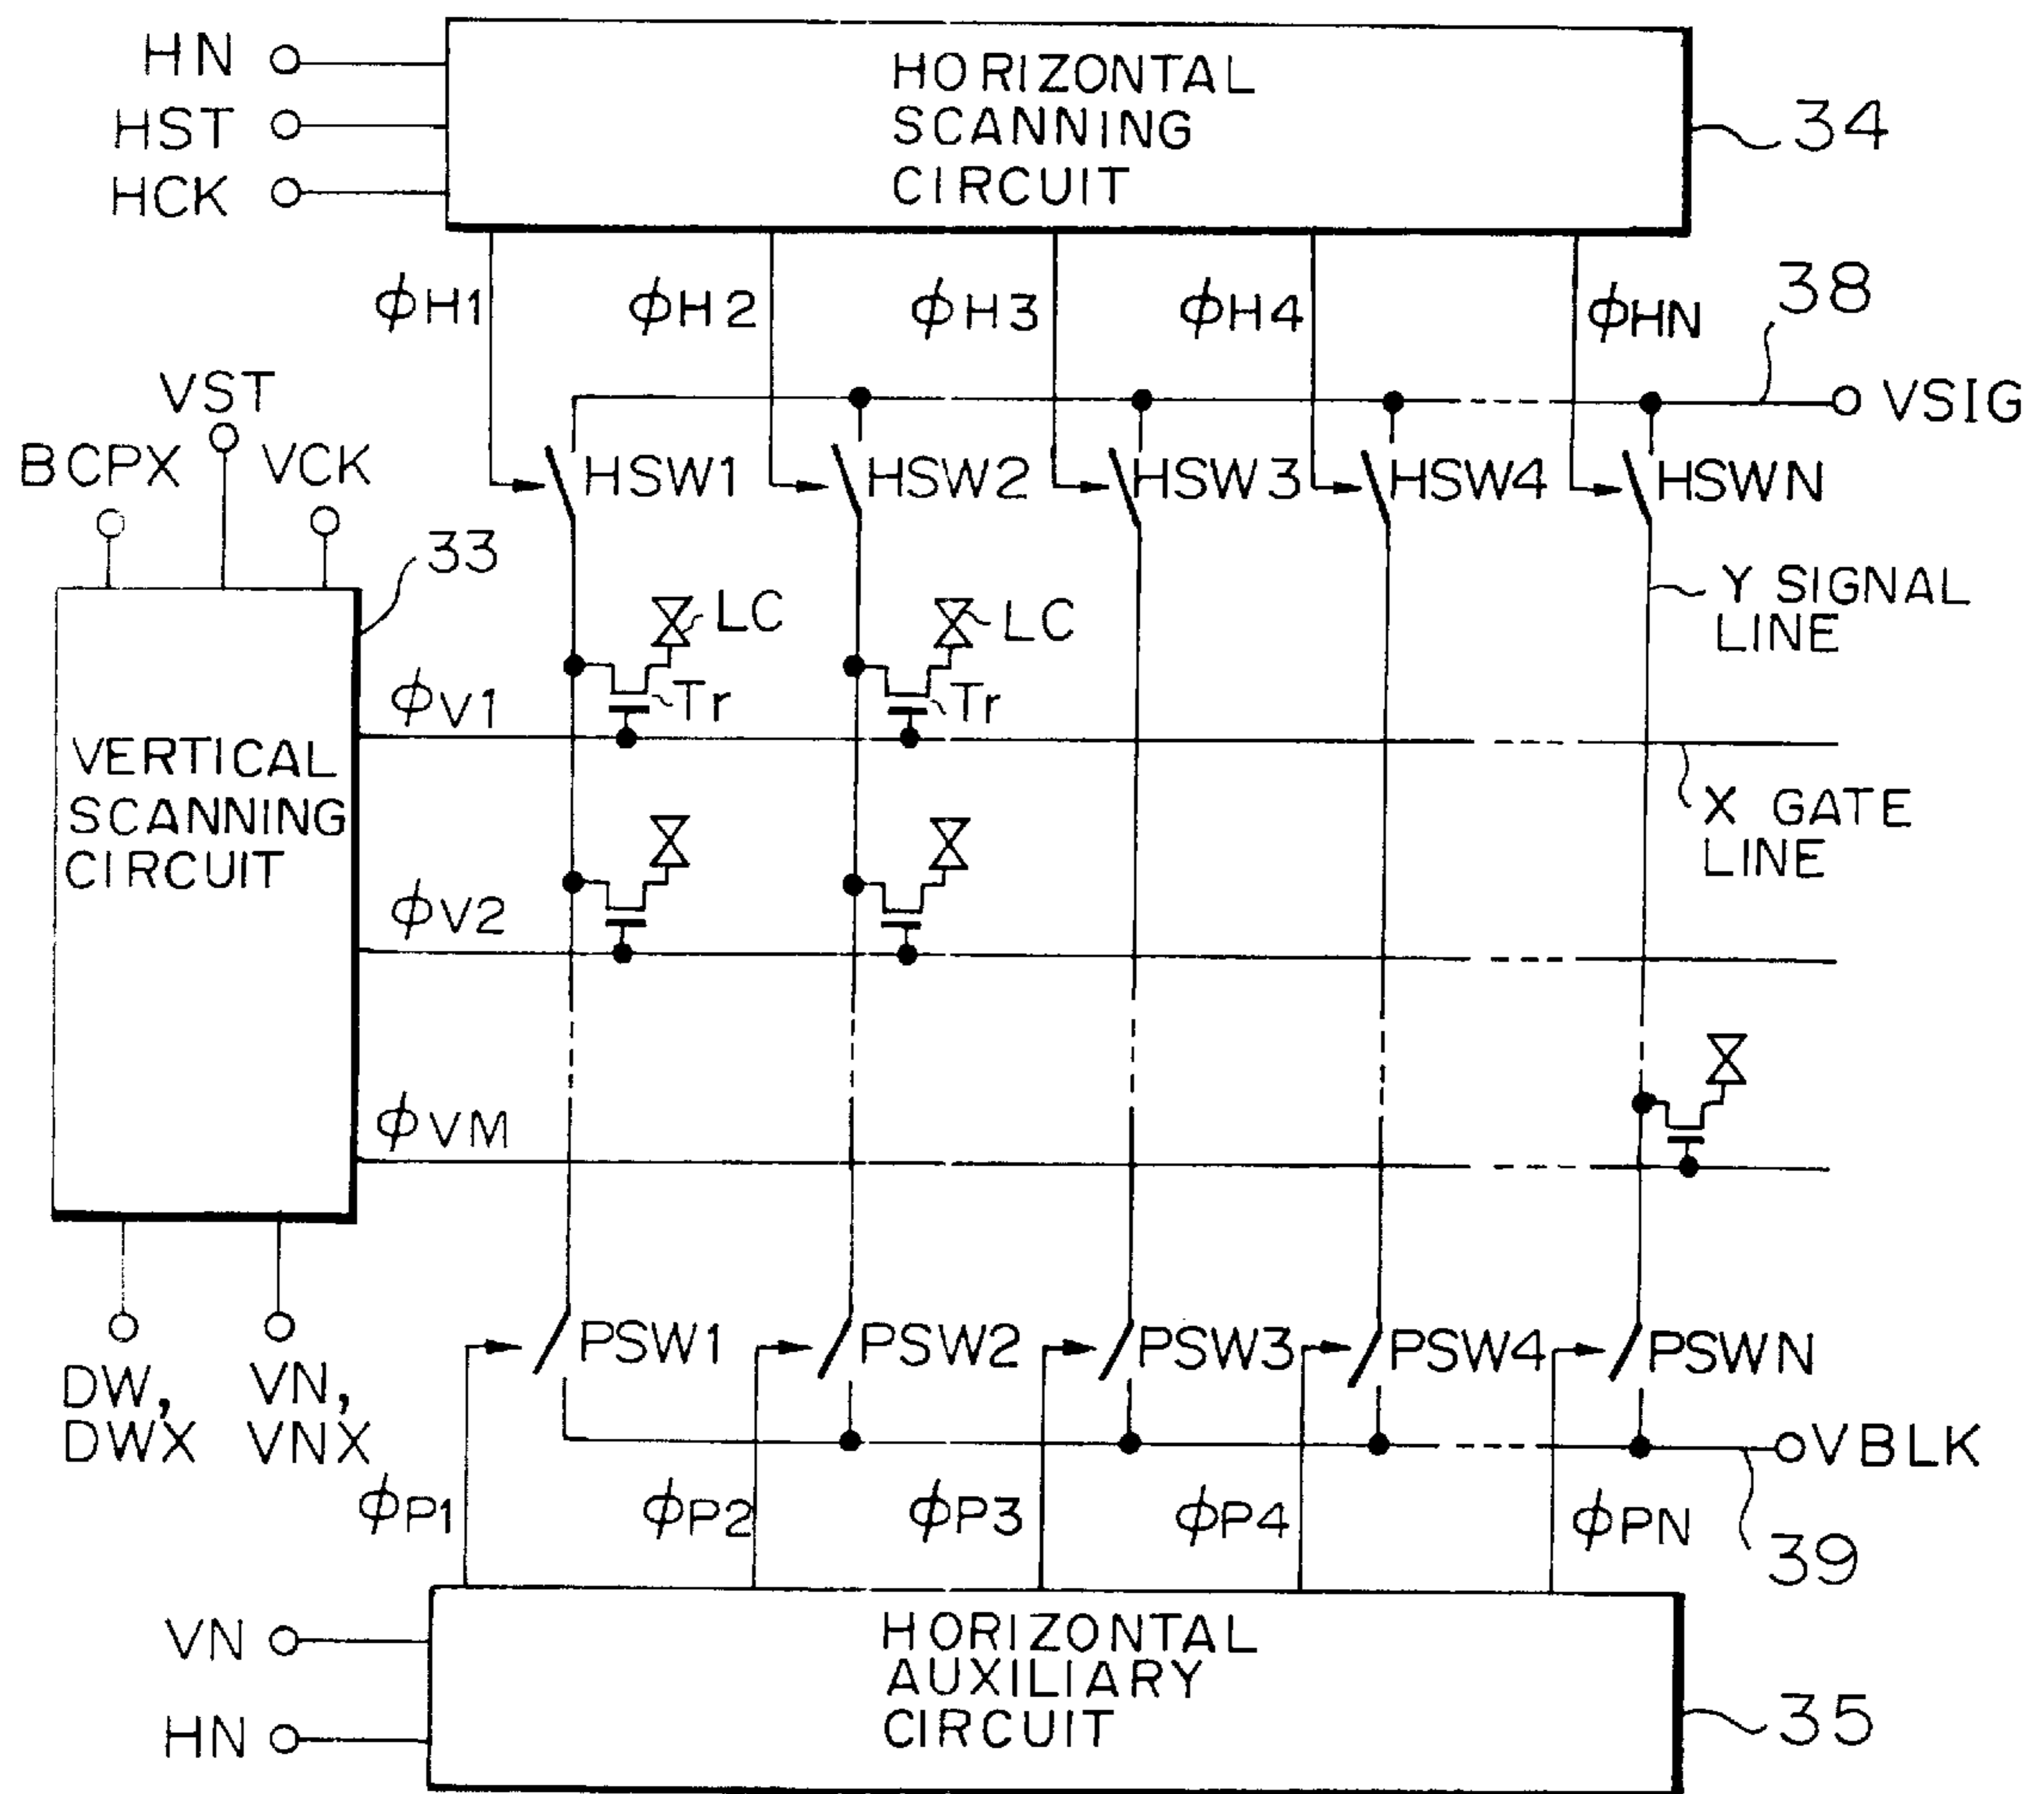 HN
HST
HCK
HORIZONTAL
SCANNING
CIRCUIT
34
ϕH1
ϕH2
ϕH3
ϕH4
ϕHN
38
VSIG
VST
BCPX
VCK
33
HSW1
HSW2
HSW3
HSW4
HSWN
Y SIGNAL
LINE
LC
LC
Tr
Tr
ϕV1
VERTICAL
SCANNING
CIRCUIT
X GATE
LINE
ϕV2
ϕVM
PSW1
PSW2
PSW3
PSW4
PSWN
DW,
DWX
VN,
VNX
VBLK
ϕP1
ϕP2
ϕP3
ϕP4
ϕPN
39
VN
HN
HORIZONTAL
AUXILIARY
CIRCUIT
35